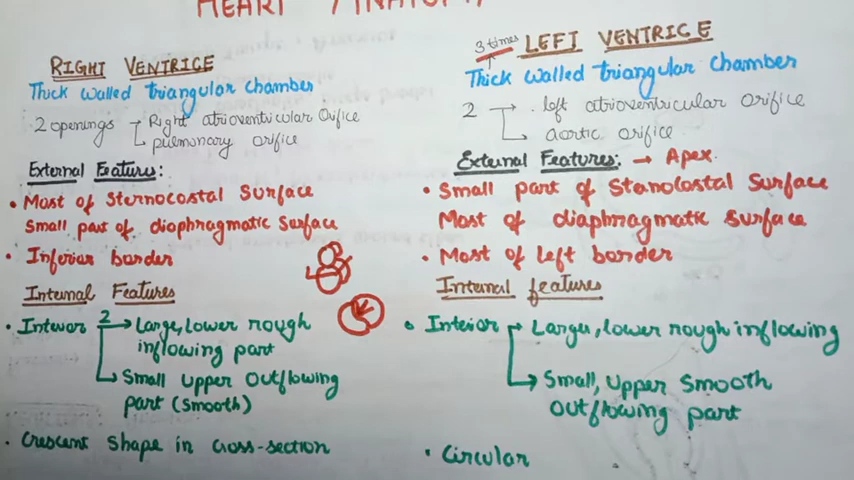 HEART ANATOMY
RIGHT VENTRICE
Thick walled triangular chamber
2 openings → Right atrioventricular Orifice
pulmonary orifice
External Features:
• Most of Sternocostal Surface
Small part of diaphragmatic Surface
• Inferior border
Internal Features
• Interior 2 → Large, lower rough
inflowing part
→ Small upper outflowing
part (smooth)
• Crescent Shape in cross-section
3 times
LEFT VENTRICE
Thick walled triangular chamber
2 → left atrioventricular orifice
aortic orifice
External Features: → Apex
• Small part of Stenocostal Surface
Most of diaphragmatic Surface
• Most of left border
Internal features
• Interior → Large, lower rough inflowing
→ Small, upper smooth
outflowing part
• Circular